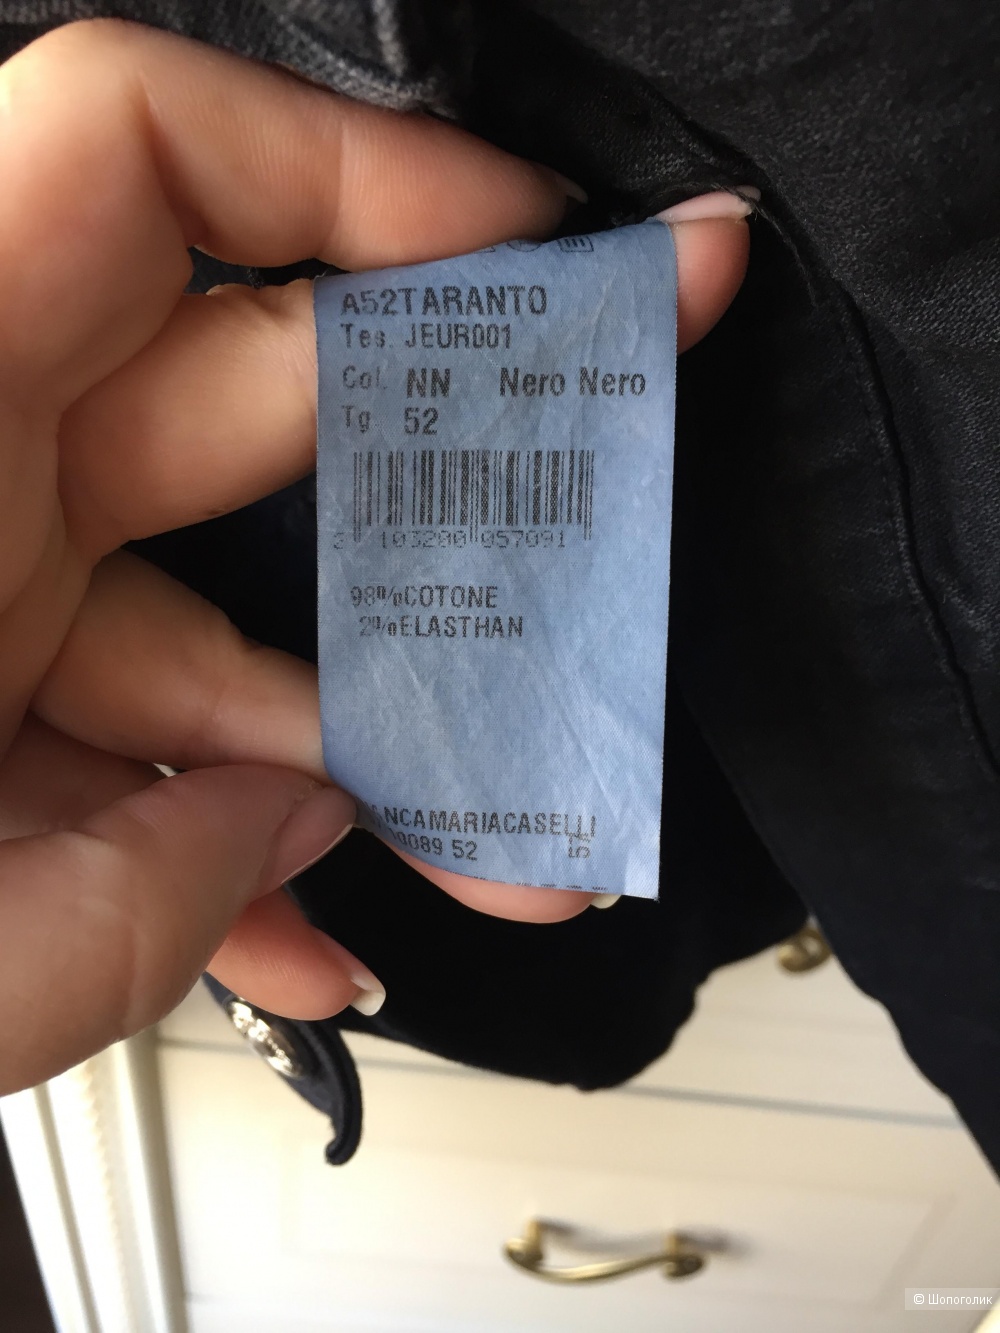 A52TARANTO
Tes. JEUR001
Col. NN Nero Nero
Tg. 52
2 103200 057091
98%COTONE
2%ELASTHAN
NCAMARIACASELLI
0089 52
© Шопоголик